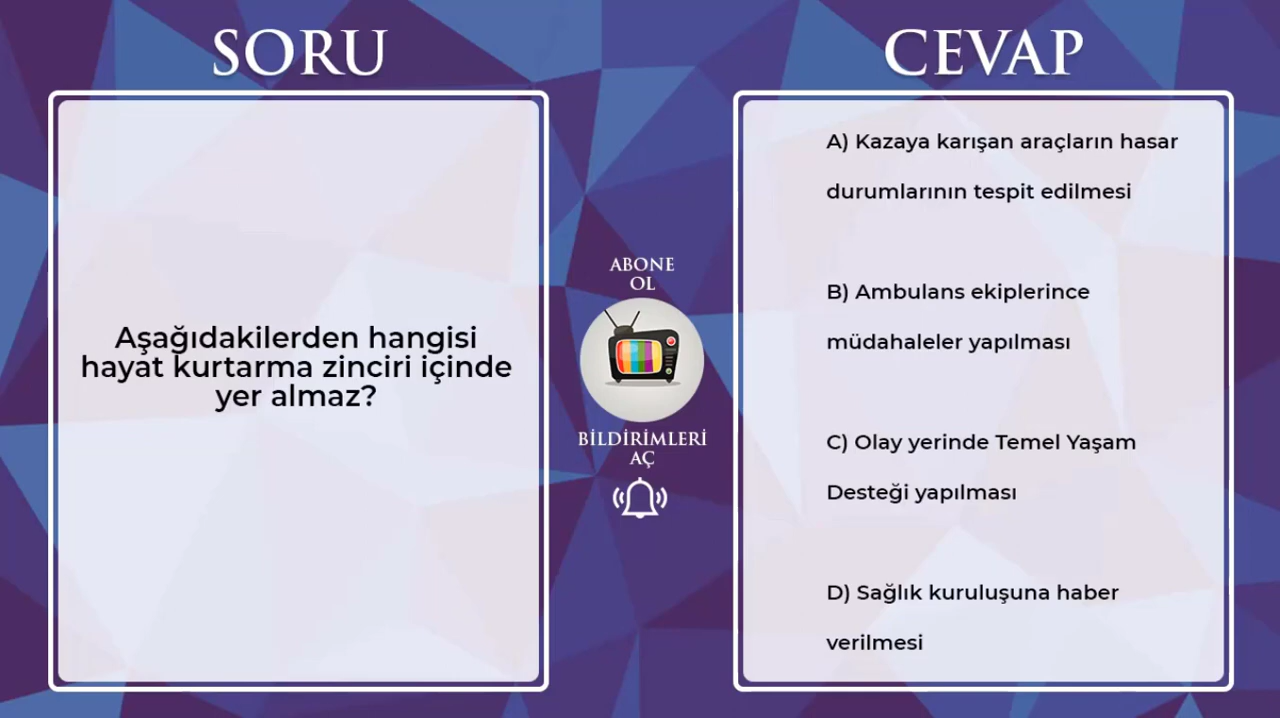 SORU
Aşağıdakilerden hangisi
hayat kurtarma zinciri içinde
yer almaz?
ABONE
OL
BİLDİRİMLERİ
AÇ
CEVAP
A) Kazaya karışan araçların hasar
durumlarının tespit edilmesi
B) Ambulans ekiplerince
müdahaleler yapılması
C) Olay yerinde Temel Yaşam
Desteği yapılması
D) Sağlık kuruluşuna haber
verilmesi